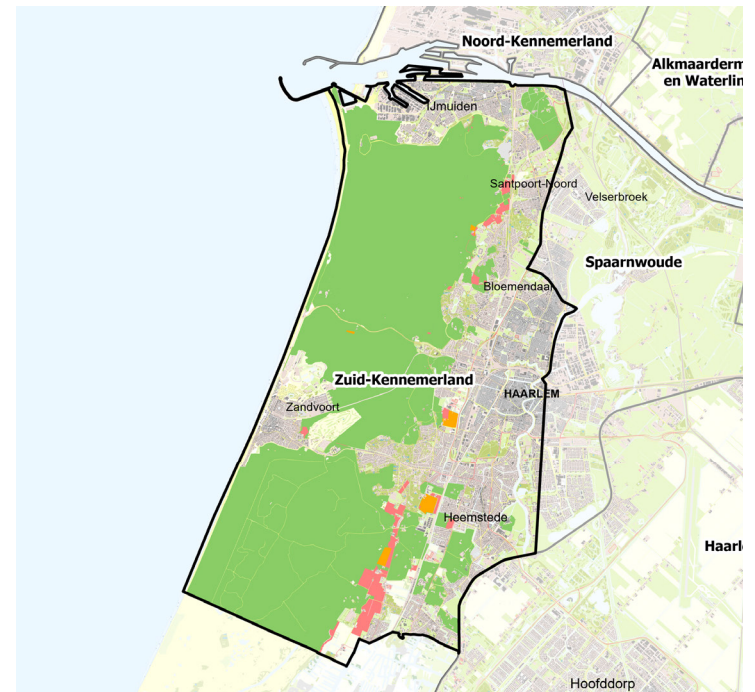 Noord-Kennemerland
Alkmaarderm
en Waterlin
IJmuiden
Santpoort-Noord
Velserbroek
Spaarnwoude
Bloemendaal
Zuid-Kennemerland
HAARLEM
Zandvoort
Heemstede
Haarl
Hoofddorp